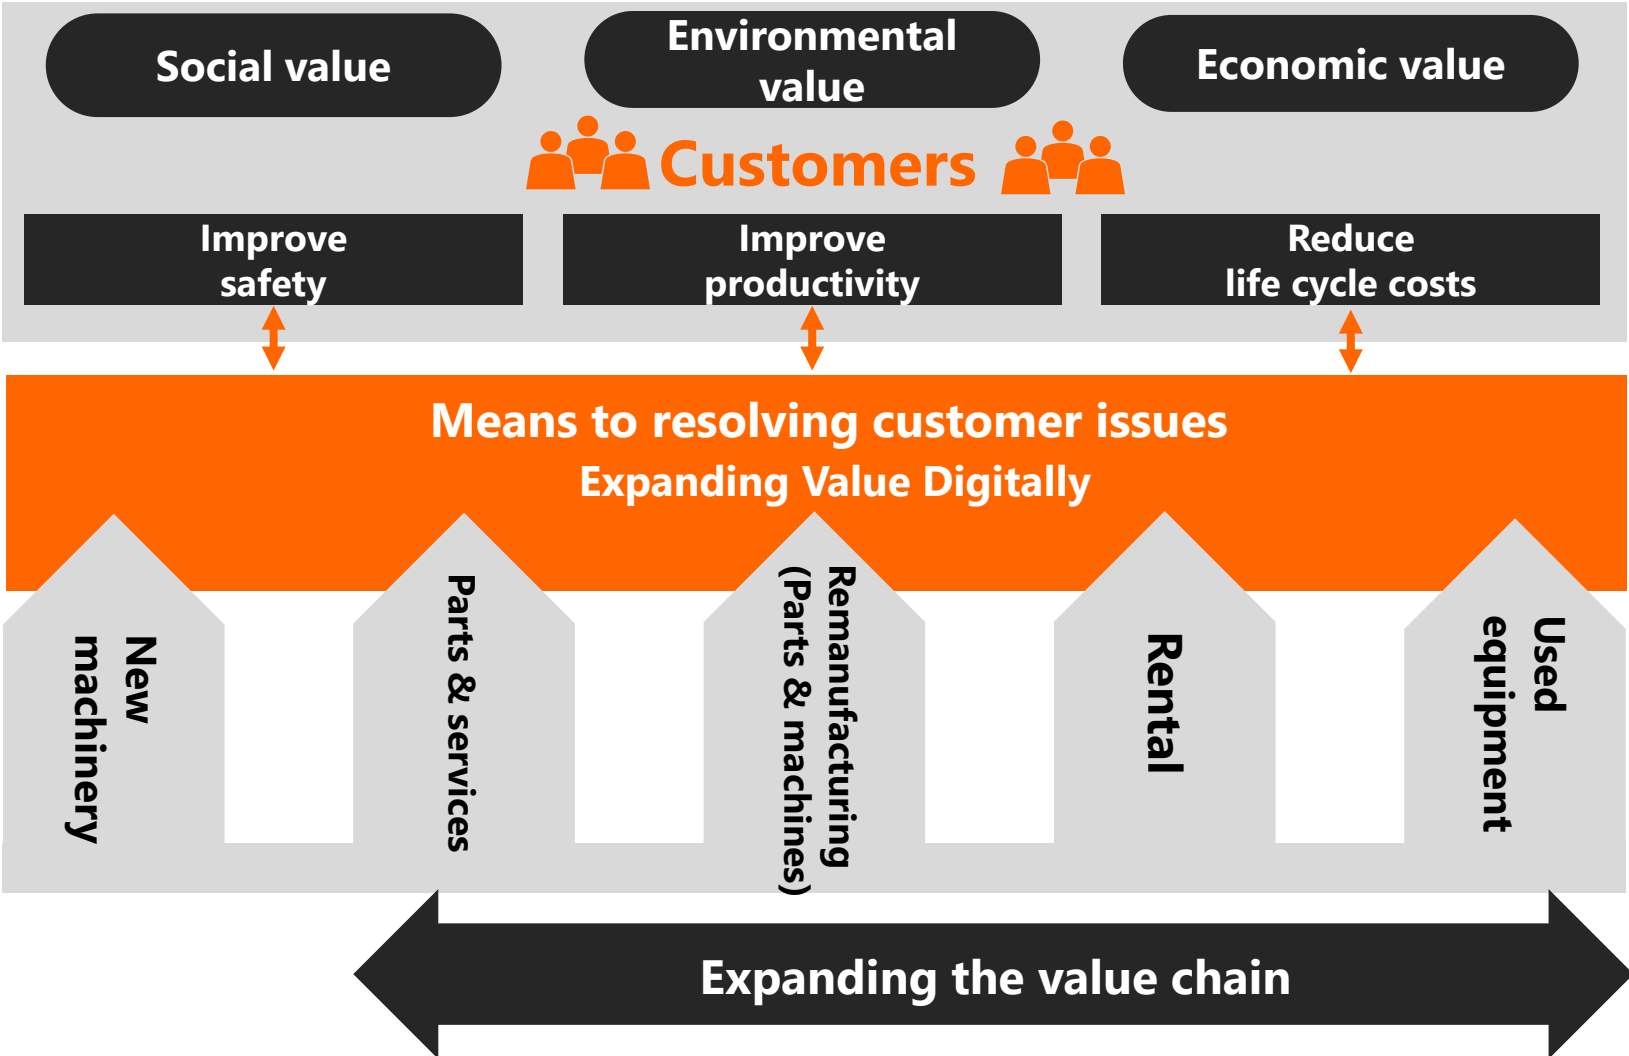 Social value
Environmental
value
Economic value
Customers
Improve
safety
Improve
productivity
Reduce
life cycle costs
Means to resolving customer issues
Expanding Value Digitally
New
machinery
Parts & services
Remanufacturing
(Parts & machines)
Rental
Used
equipment
Expanding the value chain